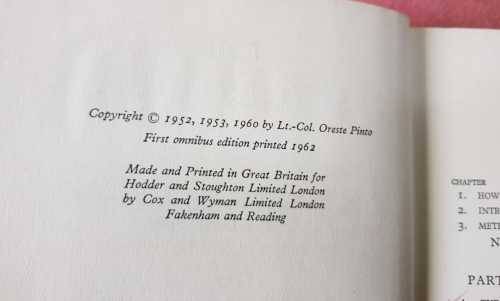 Copyright © 1952, 1953, 1960 by Lt.-Col. Oreste Pinto
First omnibus edition printed 1962
Made and Printed in Great Britain for
Hodder and Stoughton Limited London
by Cox and Wyman Limited London
Fakenham and Reading
CHAPTER
1. HOW
2.
3.
PART